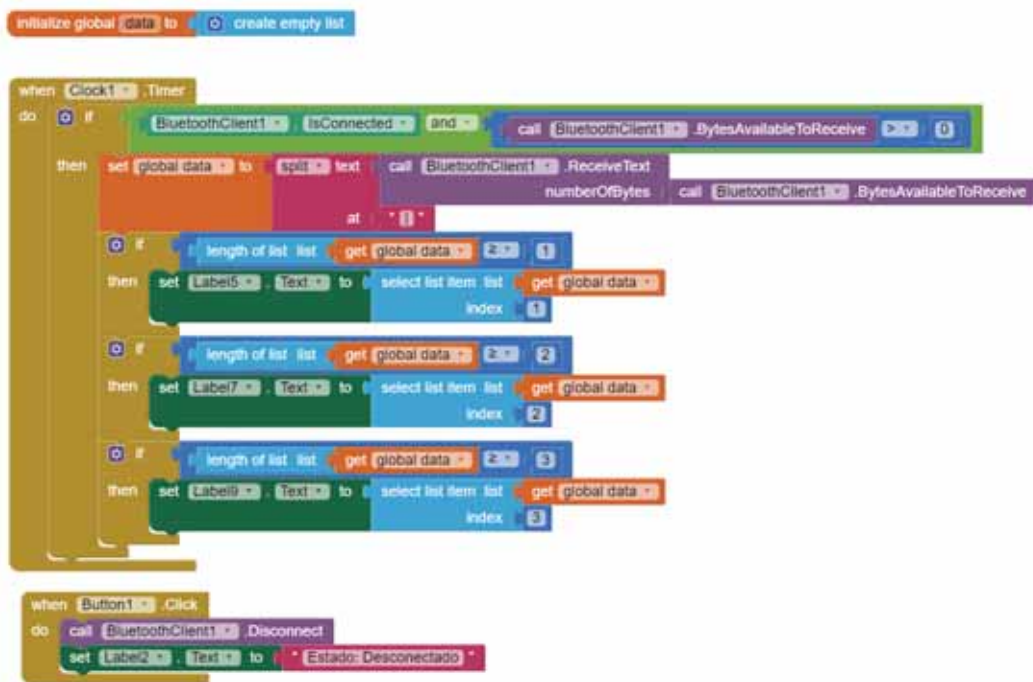 initialize global data to create empty list
when Clock1 .Timer
do if BluetoothClient1 . IsConnected and call BluetoothClient1 .BytesAvailableToReceive > 0
then set global data to split text call BluetoothClient1 .ReceiveText
numberOfBytes call BluetoothClient1 .BytesAvailableToReceive
at " | "
if length of list list get global data ≥ 1
then set Label5 . Text to select list item list get global data
index 1
if length of list list get global data ≥ 2
then set Label7 . Text to select list item list get global data
index 2
if length of list list get global data ≥ 3
then set Label9 . Text to select list item list get global data
index 3
when Button1 .Click
do call BluetoothClient1 .Disconnect
set Label2 . Text to " Estado: Desconectado "